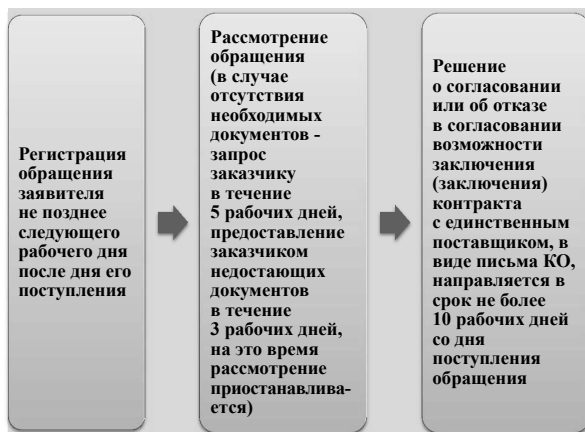 Регистрация
обращения
заявителя
не позднее
следующего
рабочего дня
после дня его
поступления
Рассмотрение
обращения
(в случае
отсутствия
необходимых
документов -
запрос
заказчику
в течение
5 рабочих дней,
предоставление
заказчиком
недостающих
документов
в течение
3 рабочих дней,
на это время
рассмотрение
приостанавлива-
ется)
Решение
о согласовании
или об отказе
в согласовании
возможности
заключения
(заключения)
контракта
с единственным
поставщиком, в
виде письма КО,
направляется в
срок не более
10 рабочих дней
со дня
поступления
обращения